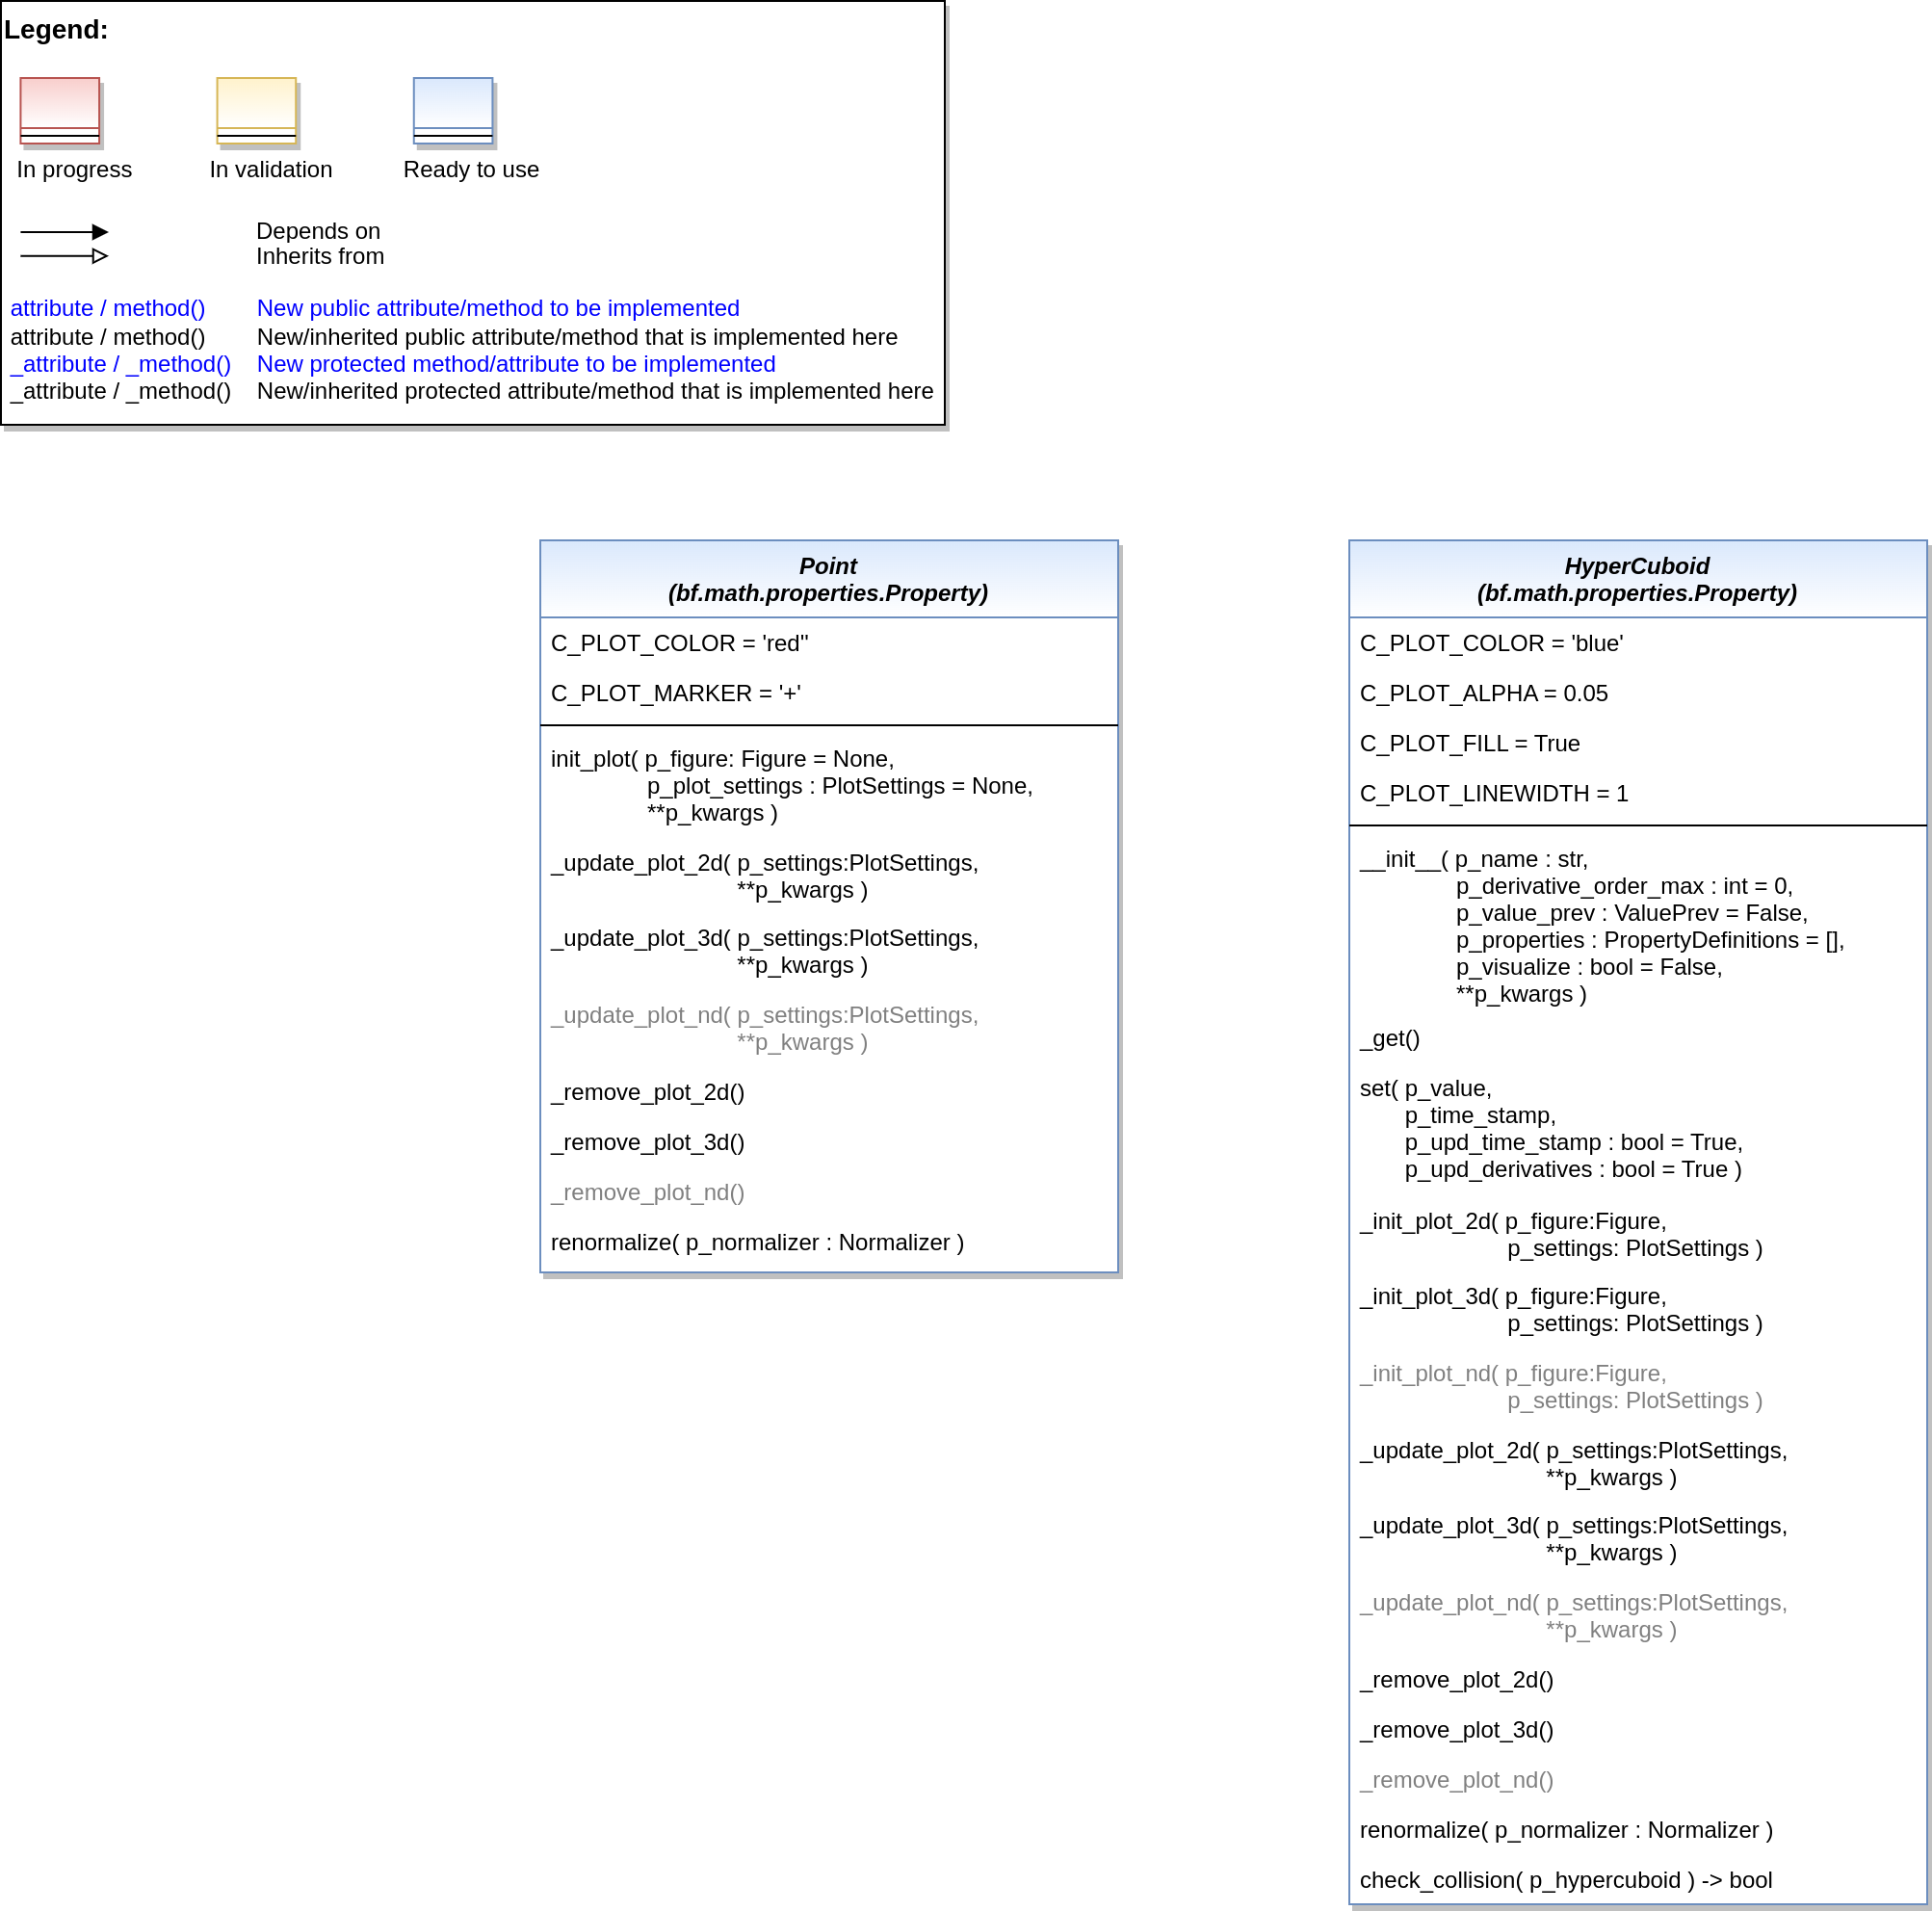 Legend:
In progress
In validation
Ready to use
Depends on
Inherits from
attribute / method() New public attribute/method to be implemented
attribute / method() New/inherited public attribute/method that is implemented here
_attribute / _method() New protected method/attribute to be implemented
_attribute / _method() New/inherited protected attribute/method that is implemented here
Point
(bf.math.properties.Property)
C_PLOT_COLOR = 'red''
C_PLOT_MARKER = '+'
init_plot( p_figure: Figure = None,
p_plot_settings : PlotSettings = None,
**p_kwargs )
_update_plot_2d( p_settings:PlotSettings,
**p_kwargs )
_update_plot_3d( p_settings:PlotSettings,
**p_kwargs )
_update_plot_nd( p_settings:PlotSettings,
**p_kwargs )
_remove_plot_2d()
_remove_plot_3d()
_remove_plot_nd()
renormalize( p_normalizer : Normalizer )
HyperCuboid
(bf.math.properties.Property)
C_PLOT_COLOR = 'blue'
C_PLOT_ALPHA = 0.05
C_PLOT_FILL = True
C_PLOT_LINEWIDTH = 1
__init__( p_name : str,
p_derivative_order_max : int = 0,
p_value_prev : ValuePrev = False,
p_properties : PropertyDefinitions = [],
p_visualize : bool = False,
**p_kwargs )
_get()
set( p_value,
p_time_stamp,
p_upd_time_stamp : bool = True,
p_upd_derivatives : bool = True )
_init_plot_2d( p_figure:Figure,
p_settings: PlotSettings )
_init_plot_3d( p_figure:Figure,
p_settings: PlotSettings )
_init_plot_nd( p_figure:Figure,
p_settings: PlotSettings )
_update_plot_2d( p_settings:PlotSettings,
**p_kwargs )
_update_plot_3d( p_settings:PlotSettings,
**p_kwargs )
_update_plot_nd( p_settings:PlotSettings,
**p_kwargs )
_remove_plot_2d()
_remove_plot_3d()
_remove_plot_nd()
renormalize( p_normalizer : Normalizer )
check_collision( p_hypercuboid ) -> bool